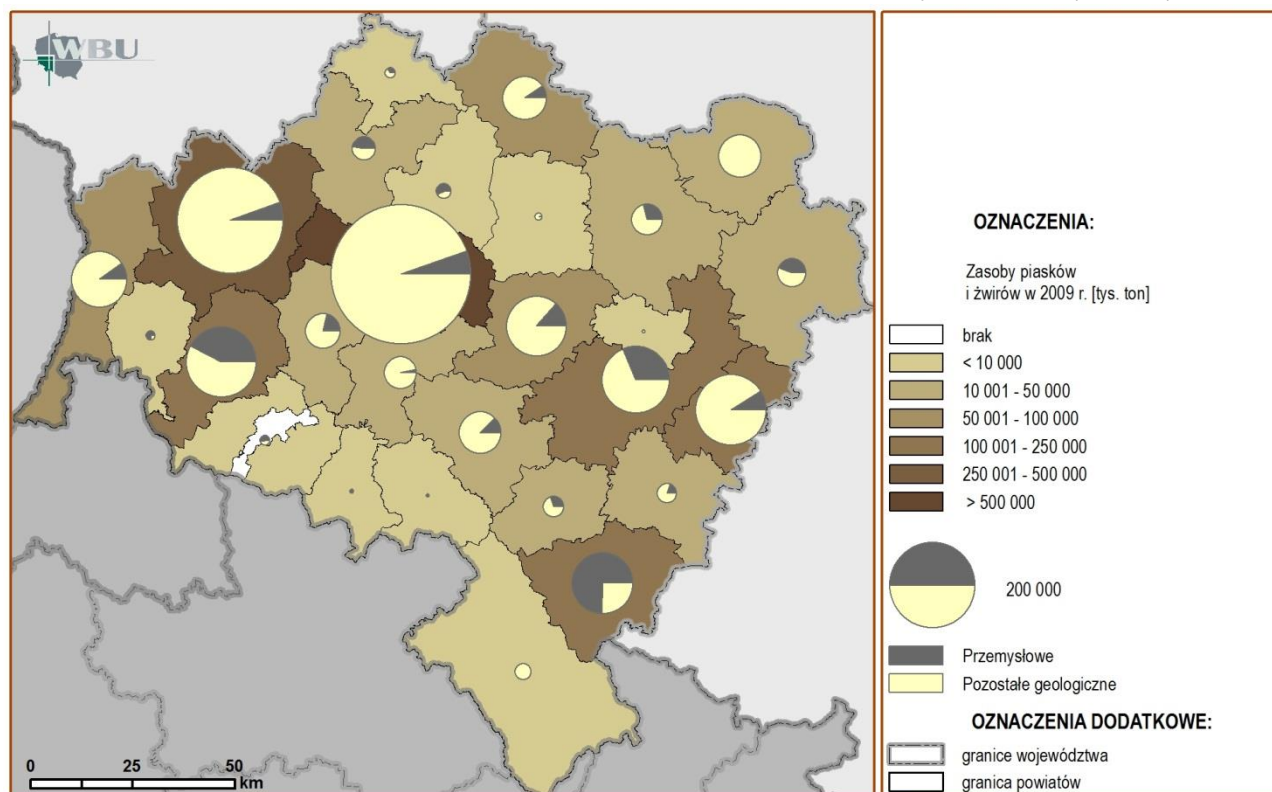 WBU
OZNACZENIA:
Zasoby piasków
i żwirów w 2009 r. [tys. ton]
brak
< 10 000
10 001 - 50 000
50 001 - 100 000
100 001 - 250 000
250 001 - 500 000
> 500 000
200 000
Przemysłowe
Pozostałe geologiczne
OZNACZENIA DODATKOWE:
granice województwa
granica powiatów
0 25 50
km